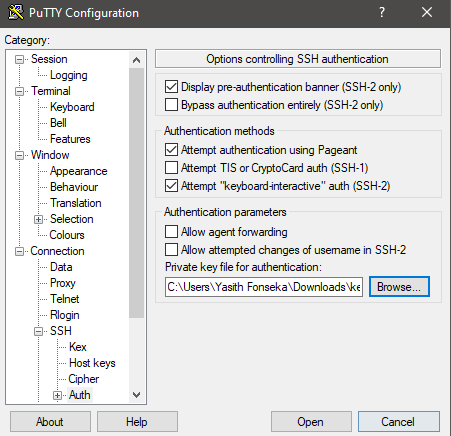 PuTTY Configuration
?
Category:
Session
Logging
Terminal
Keyboard
Bell
Features
Window
Appearance
Behaviour
Translation
Selection
Colours
Connection
Data
Proxy
Telnet
Rlogin
SSH
Kex
Host keys
Cipher
Auth
Options controlling SSH authentication
Display pre-authentication banner (SSH-2 only)
Bypass authentication entirely (SSH-2 only)
Authentication methods
Attempt authentication using Pageant
Attempt TIS or CryptoCard auth (SSH-1)
Attempt "keyboard-interactive" auth (SSH-2)
Authentication parameters
Allow agent forwarding
Allow attempted changes of username in SSH-2
Private key file for authentication:
C:\Users\Yasith Fonseka\Downloads\ke
Browse...
About
Help
Open
Cancel